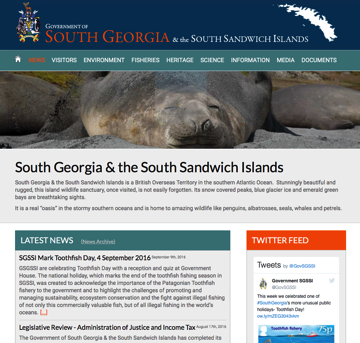 GOVERNMENT OF
SOUTH GEORGIA & the SOUTH SANDWICH ISLANDS
HOME VISITORS ENVIRONMENT FISHERIES HERITAGE SCIENCE INFORMATION MEDIA DOCUMENTS
South Georgia & the South Sandwich Islands
South Georgia & the South Sandwich Islands is a British Overseas Territory in the southern Atlantic Ocean. Stunningly beautiful and
rugged, this island wildlife sanctuary, once visited, is not easily forgotten. Its snow covered peaks, blue glacier ice and emerald green
bays are breathtaking sights.
It is a real "oasis" in the stormy southern oceans and is home to amazing wildlife like penguins, albatrosses, seals, whales and petrels.
LATEST NEWS (News Archive)
SGSSI Mark Toothfish Day, 4 September 2016 September 9th, 2016
GSGSSI are celebrating Toothfish Day with a reception and quiz at Government
House. The national holiday, which marks the end of the toothfish fishing season in
SGSSI, was created to acknowledge the importance of the Patagonian Toothfish
fishery to the government and to highlight the challenges of promoting and
managing sustainability, ecosystem conservation and the fight against illegal fishing
of not only this commercially valuable fish, but of all illegal fishing in the world's
oceans. [...]
Legislative Review - Administration of Justice and Income Tax August 17th, 2016
The Government of South Georgia & the South Sandwich Islands has completed its
TWITTER FEED
Tweets by @GovSGSSI
Government SGSSI
@GovSGSSI
This week we celebrated one of
#SouthGeorgia's more unusual public
holidays- Toothfish Day!
Toothfish fishery
75p